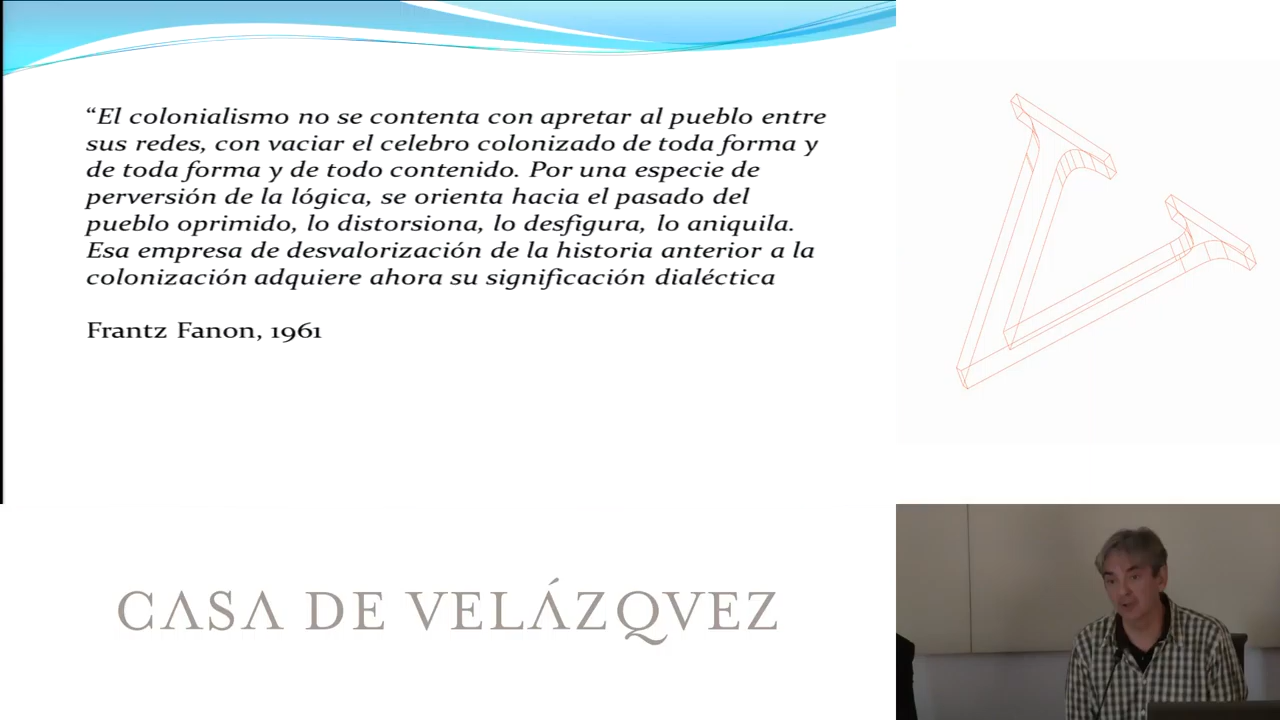 “El colonialismo no se contenta con apretar al pueblo entre
sus redes, con vaciar el celebro colonizado de toda forma y
de toda forma y de todo contenido. Por una especie de
perversión de la lógica, se orienta hacia el pasado del
pueblo oprimido, lo distorsiona, lo desfigura, lo aniquila.
Esa empresa de desvalorización de la historia anterior a la
colonización adquiere ahora su significación dialéctica
Frantz Fanon, 1961
CASA DE VELÁZQVEZ